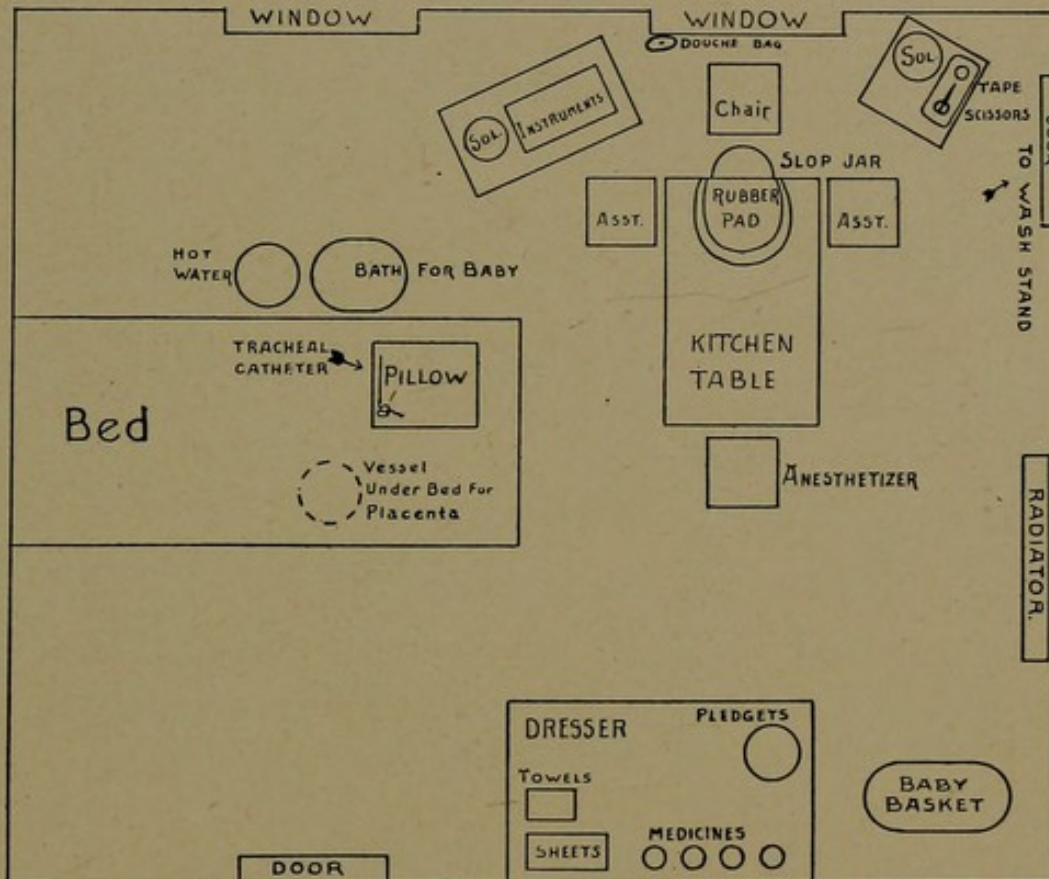 WINDOW
WINDOW
DOUCHE BAG
SOL.
INSTRUMENTS
Chair
SOL
TAPE
SCISSORS
TO WASH STAND
SLOP JAR
RUBBER
PAD
ASST.
ASST.
HOT
WATER
BATH FOR BABY
KITCHEN
TABLE
TRACHEAL
CATHETER
PILLOW
Bed
Vessel
Under Bed For
Placenta
ANESTHETIZER
RADIATOR.
DRESSER
PLEDGETS
TOWELS
SHEETS
MEDICINES
BABY
BASKET
DOOR